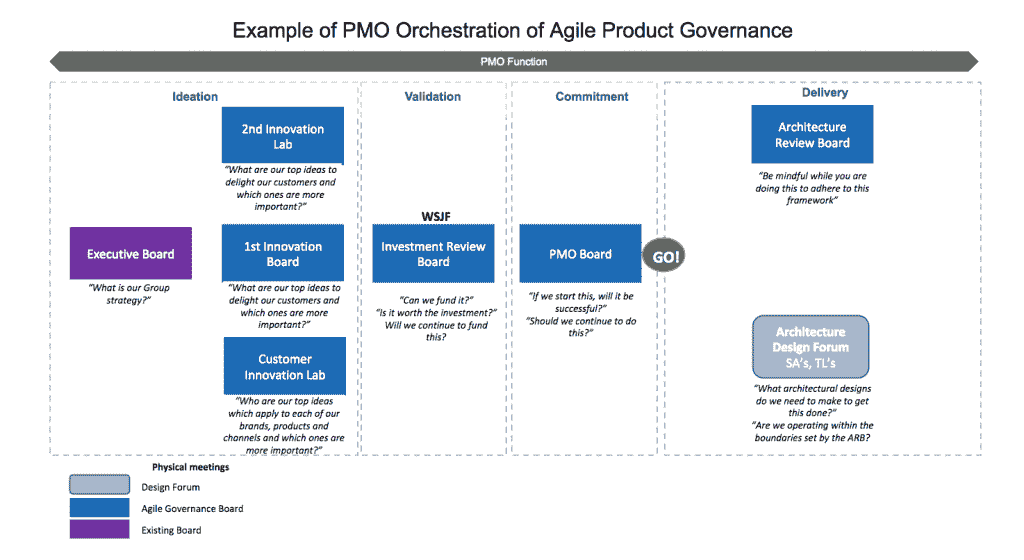 Example of PMO Orchestration of Agile Product Governance
PMO Function
Ideation
2nd Innovation
Lab
“What are our top ideas to
delight our customers and
which ones are more
important?”
Executive Board
“What is our Group
strategy?”
1st Innovation
Board
“What are our top ideas to
delight our customers and
which ones are more
important?”
Customer
Innovation Lab
“Who are our top ideas
which apply to each of our
brands, products and
channels and which ones are
more important?”
Validation
WSJF
Investment Review
Board
“Can we fund it?”
“Is it worth the investment?”
Will we continue to fund
this?
Commitment
PMO Board
“If we start this, will it be
successful?”
“Should we continue to do
this?”
GO!
Delivery
Architecture
Review Board
“Be mindful while you are
doing this to adhere to this
framework”
Architecture
Design Forum
SA’s, TL’s
“What architectural designs
do we need to make to get
this done?”
“Are we operating within the
boundaries set by the ARB?
Physical meetings
Design Forum
Agile Governance Board
Existing Board